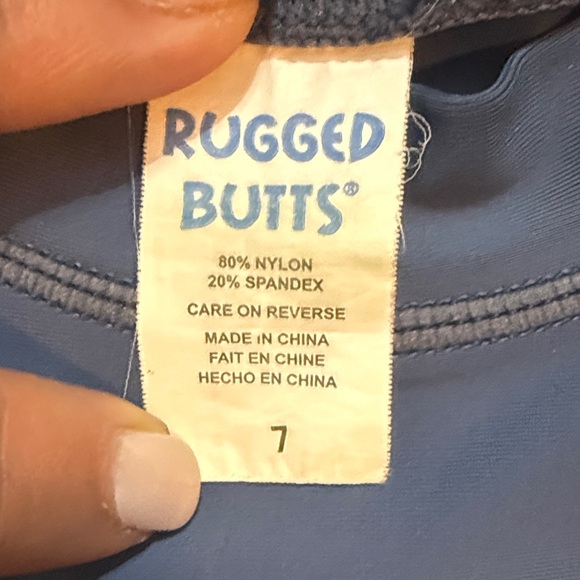 RUGGED
BUTTS®
80% NYLON
20% SPANDEX
CARE ON REVERSE
MADE IN CHINA
FAIT EN CHINE
HECHO EN CHINA
7